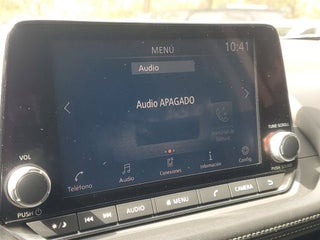 MENÚ
10:41
Audio
Audio APAGADO
VOL
TUNE SCROLL
Teléfono
Audio
Conexiones
Información
Config.
PUSH
PUSH
AUDIO
MENU
CAMERA